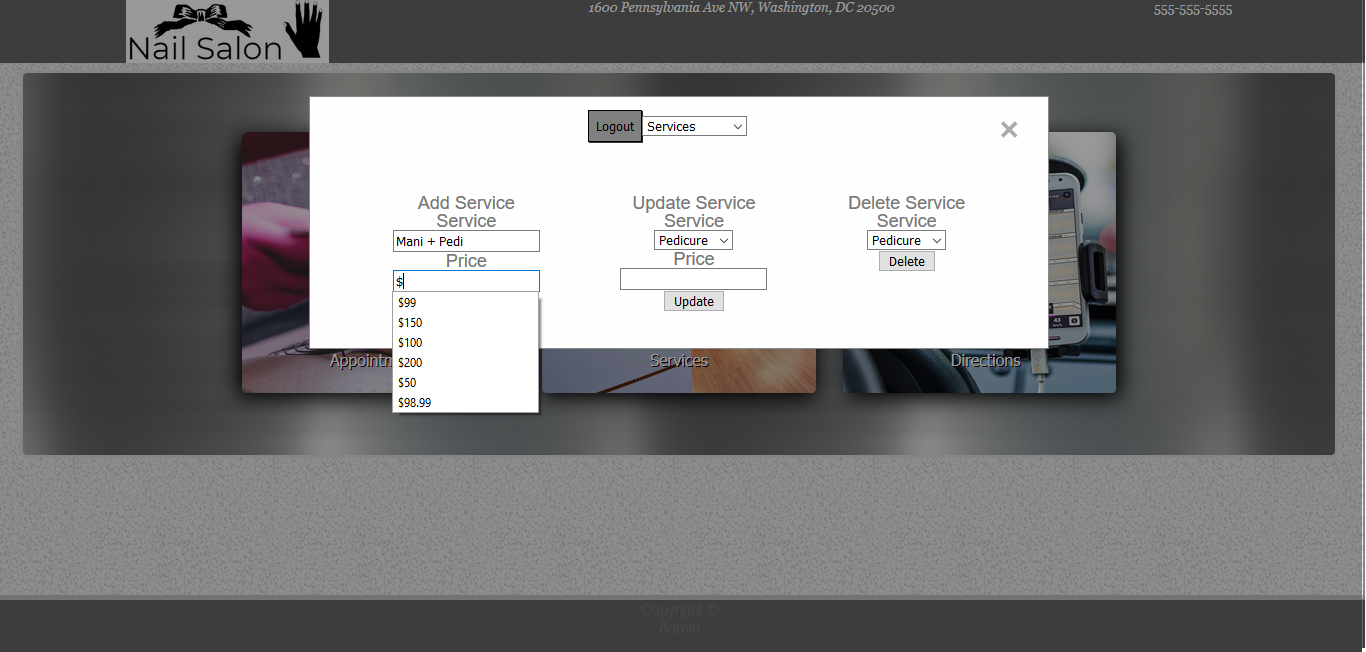 1600 Pennsylvania Ave NW, Washington, DC 20500
555-555-5555
Nail Salon
Logout
Services
×
Add Service
Service
Mani + Pedi
Price
$
$99
$150
$100
$200
$50
$98.99
Update Service
Service
Pedicure
Price
Update
Delete Service
Service
Pedicure
Delete
Services
Directions
Copyright ©
Admin